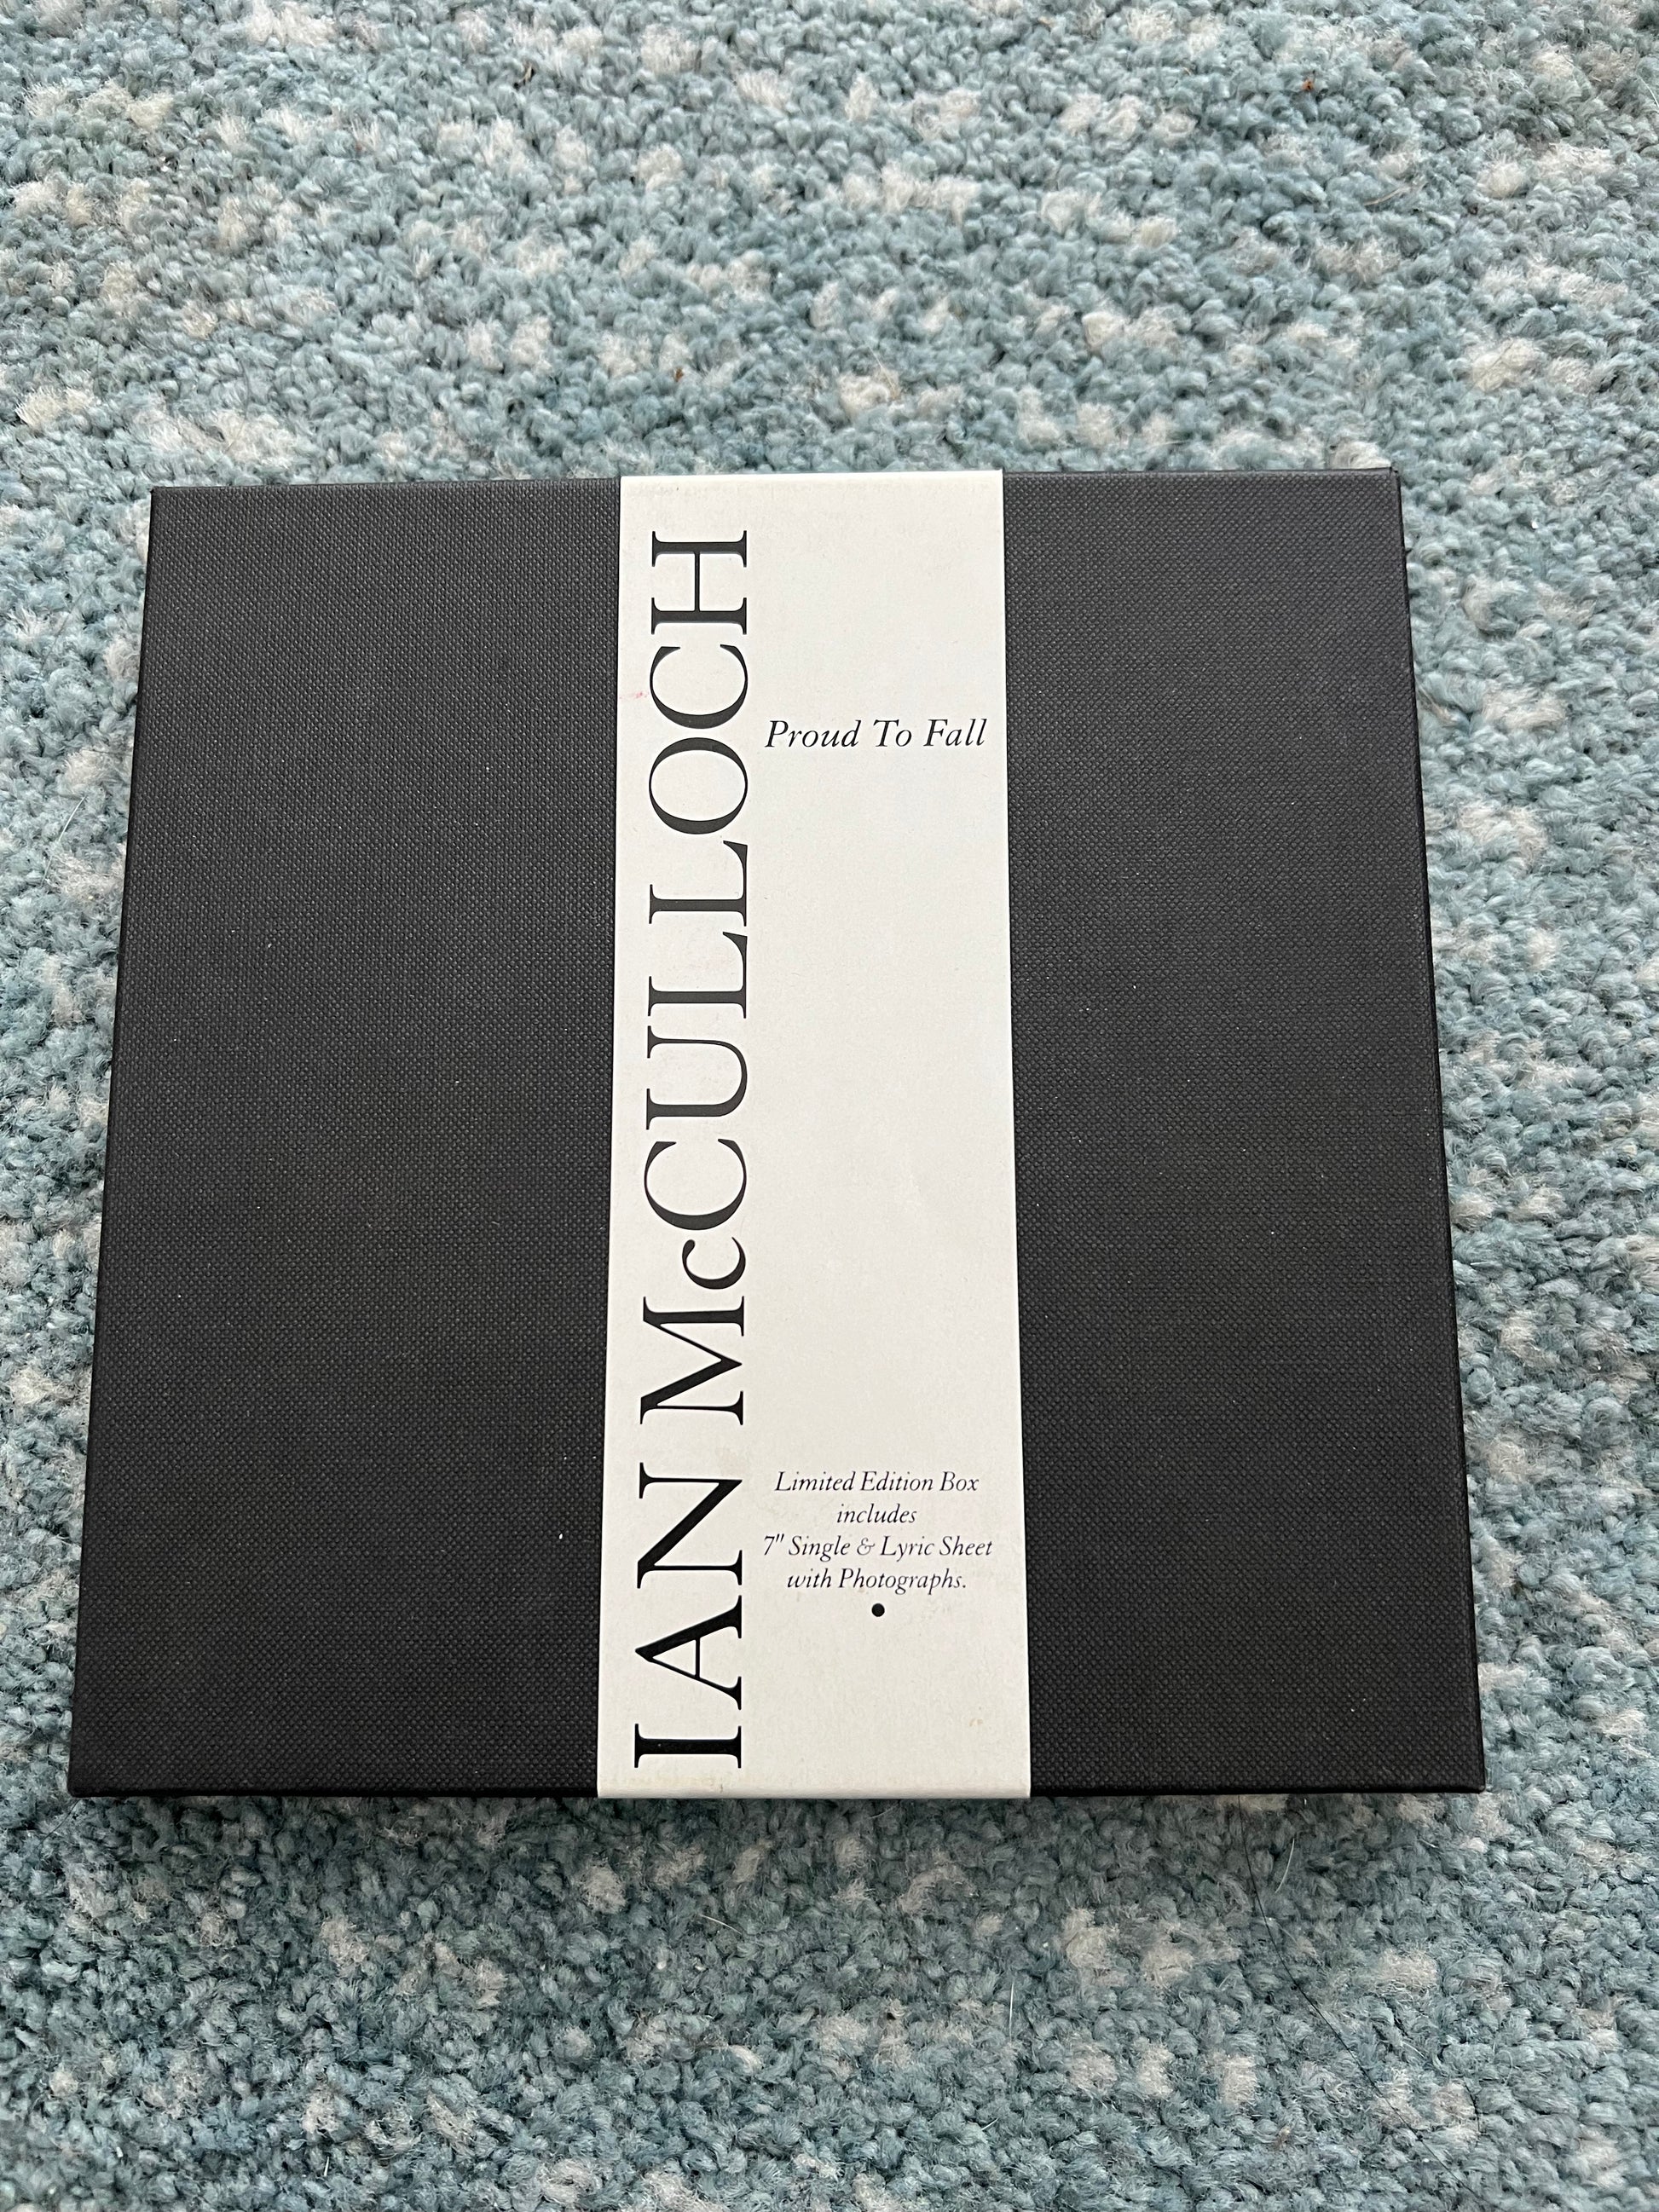 IAN McCULLOCH
Proud To Fall
Limited Edition Box
includes
7" Single & Lyric Sheet
with Photographs.